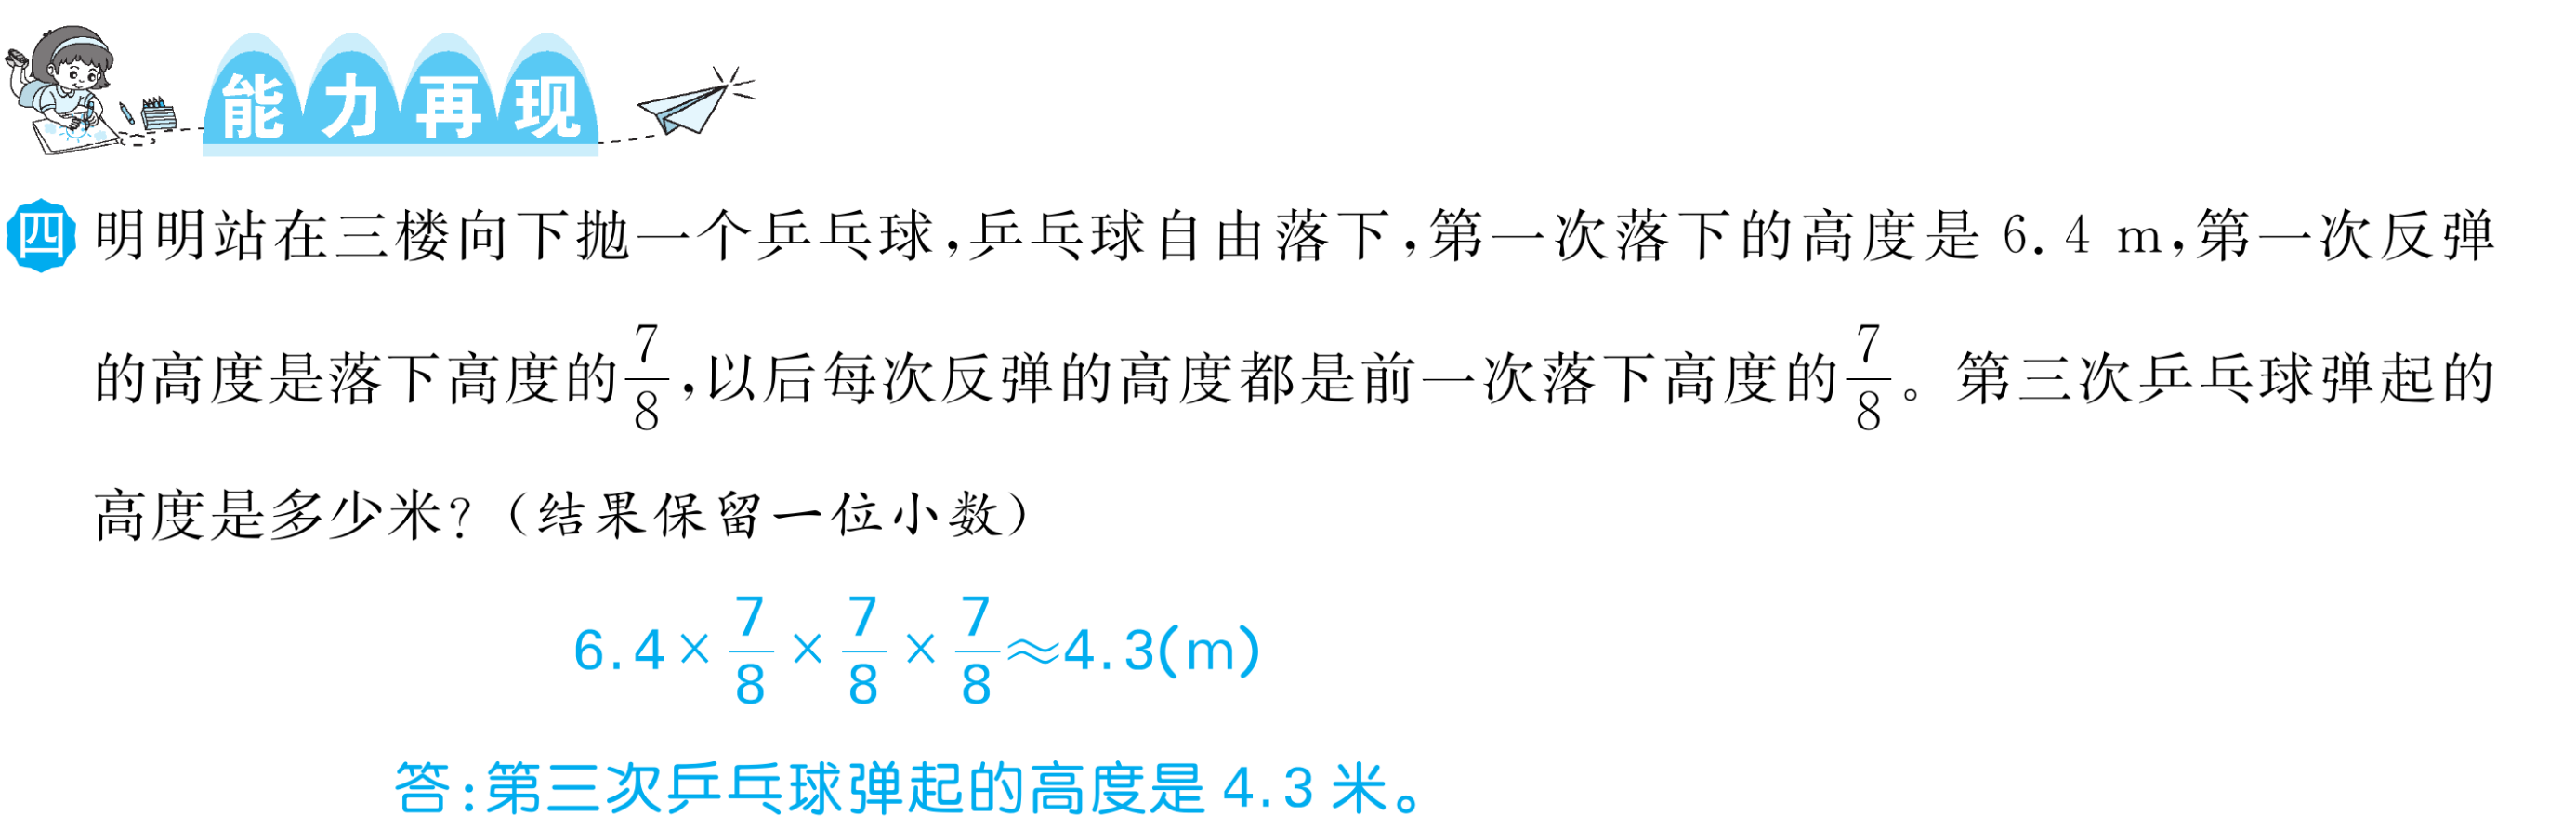 能力再现
四 明明站在三楼向下抛一个乒乓球,乒乓球自由落下,第一次落下的高度是 6.4 m,第一次反弹
的高度是落下高度的7/8,以后每次反弹的高度都是前一次落下高度的7/8。第三次乒乓球弹起的
高度是多少米?(结果保留一位小数)
6.4×7/8×7/8×7/8≈4.3(m)
答:第三次乒乓球弹起的高度是 4.3 米。